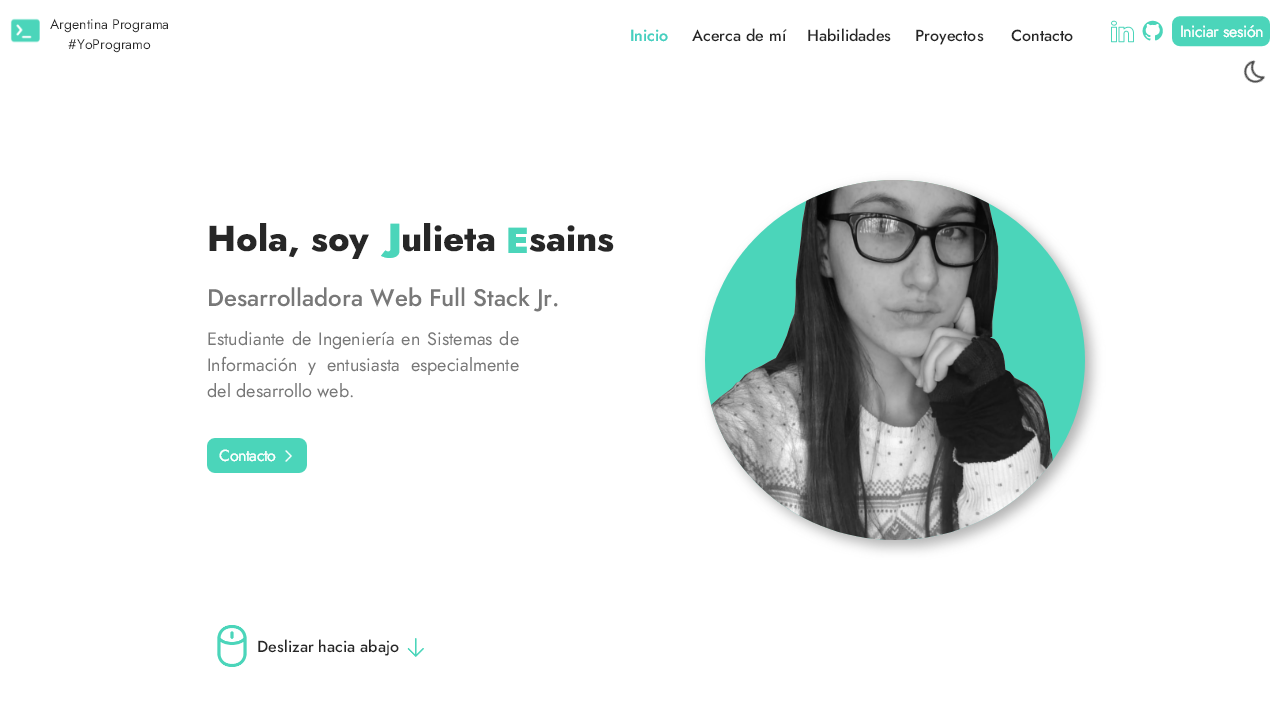 Argentina Programa
#YoProgramo
Inicio
Acerca de mí
Habilidades
Proyectos
Contacto
Iniciar sesión
Hola, soy Julieta Esains
Desarrolladora Web Full Stack Jr.
Estudiante de Ingeniería en Sistemas de
Información y entusiasta especialmente
del desarrollo web.
Contacto
Deslizar hacia abajo